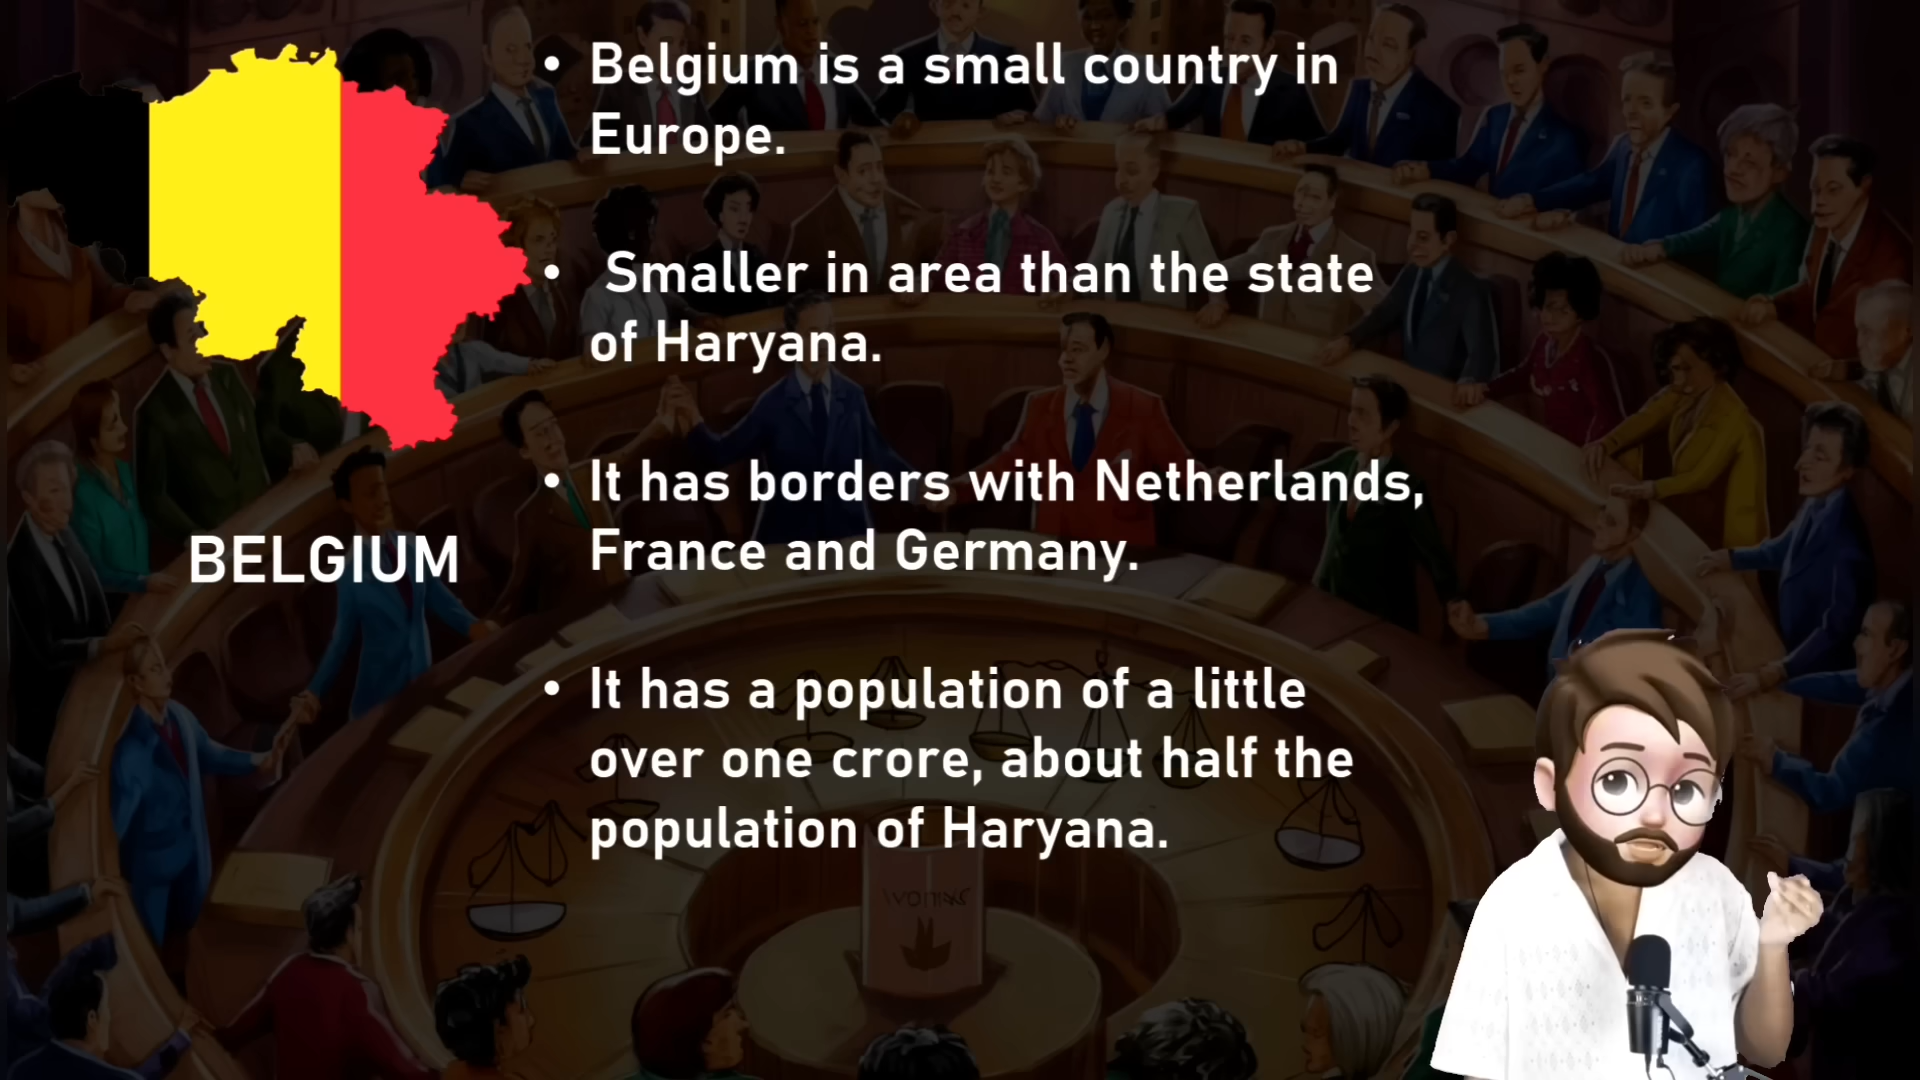 BELGIUM
• Belgium is a small country in
Europe.
• Smaller in area than the state
of Haryana.
• It has borders with Netherlands,
France and Germany.
• It has a population of a little
over one crore, about half the
population of Haryana.